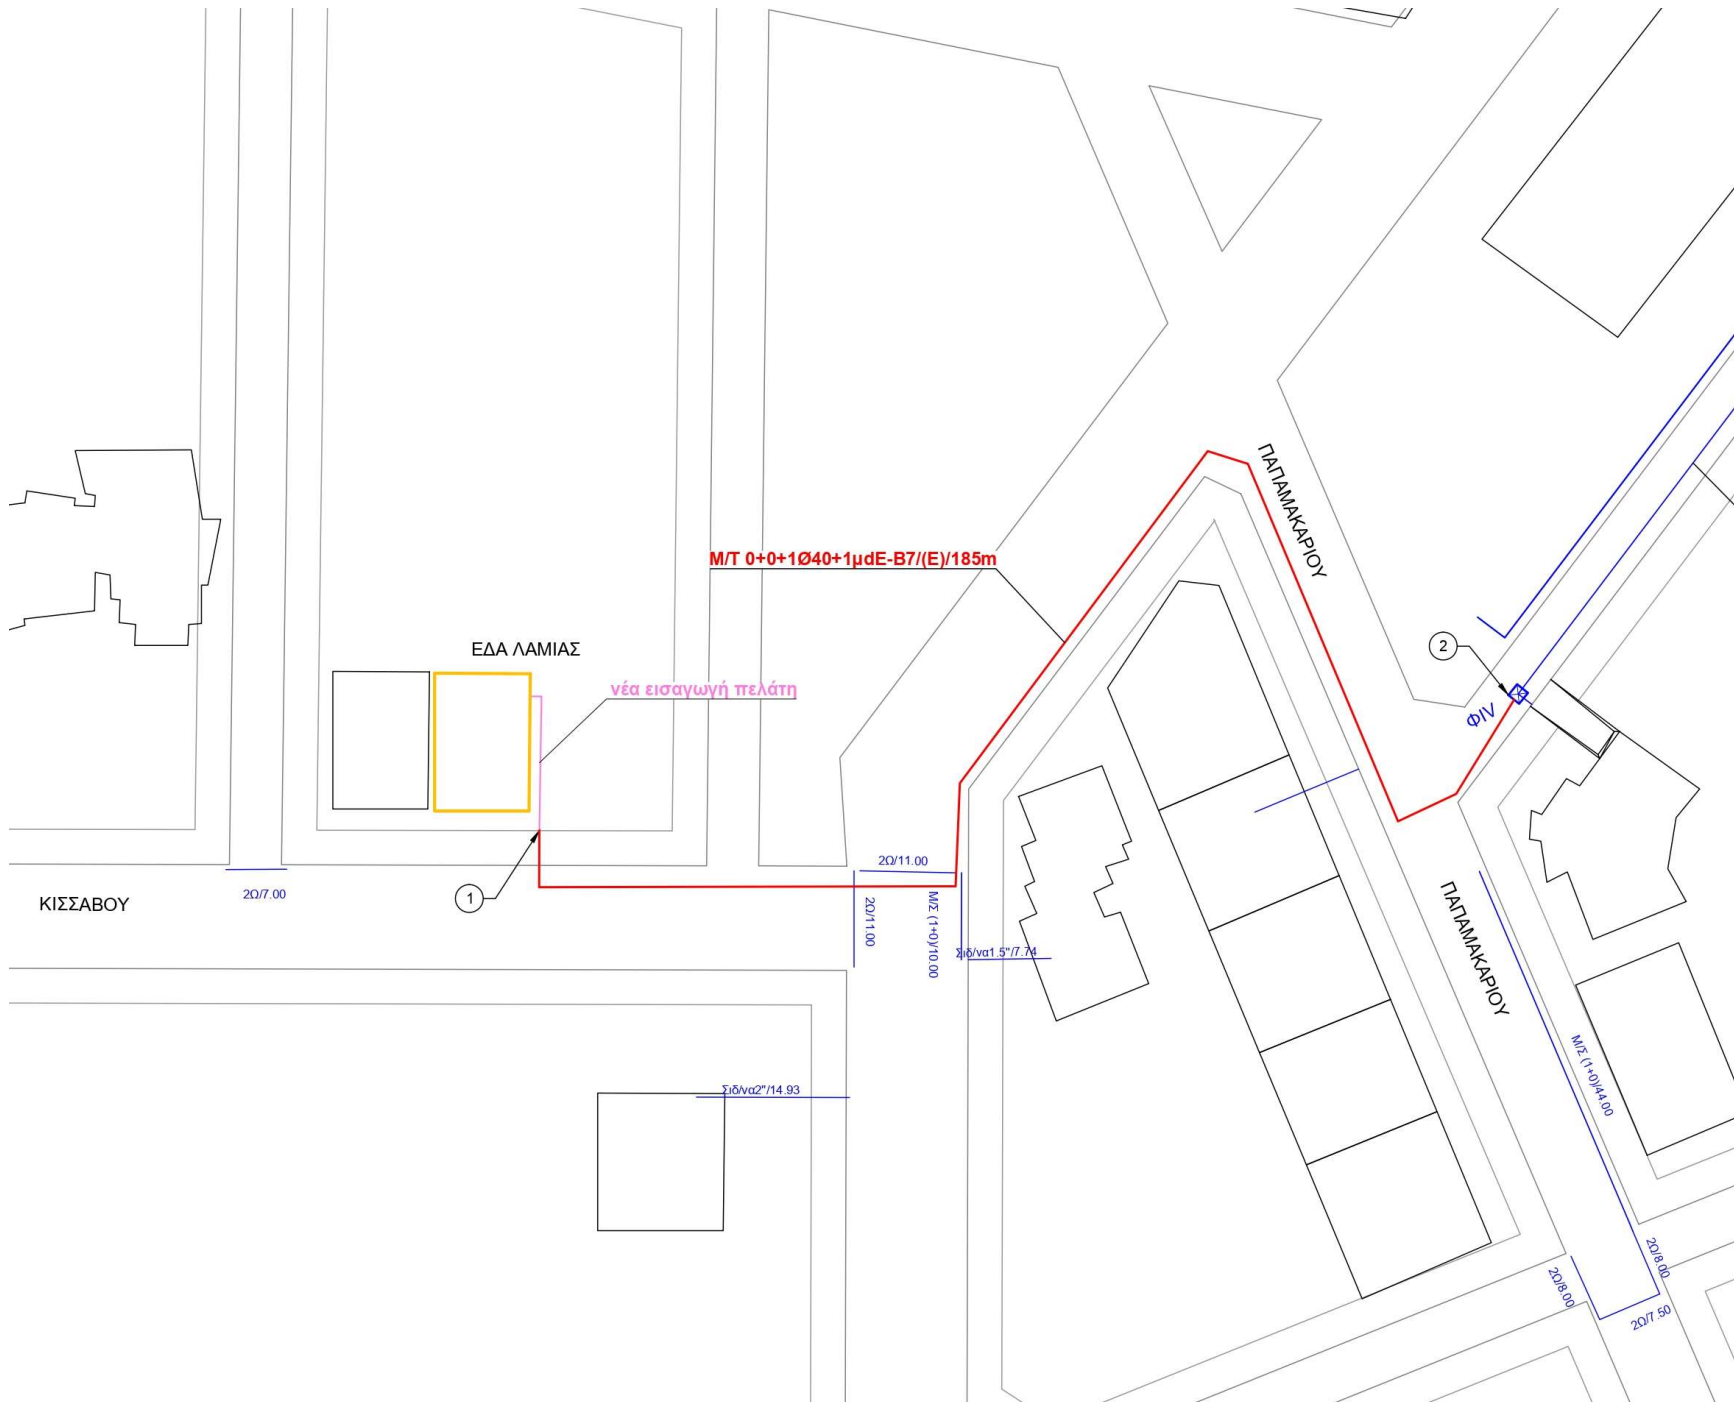 ΠΑΠΑΜΑΚΑΡΙΟΥ
Μ/Τ 0+0+1Ø40+1μdE-B7/(E)/185m
ΕΔΑ ΛΑΜΙΑΣ
2
νέα εισαγωγή πελάτη
ΦΙV
2Ω/11.00
2Ω/7.00
1
ΚΙΣΣΑΒΟΥ
2Ω/11.00
Μ/Σ (1+0)/10.00
Σιδ/να1.5"/7.74
ΠΑΠΑΜΑΚΑΡΙΟΥ
Μ/Σ (1+0)/44.00
Σιδ/να2"/14.93
2Ω/8.00
2Ω/8.00
2Ω/7.50